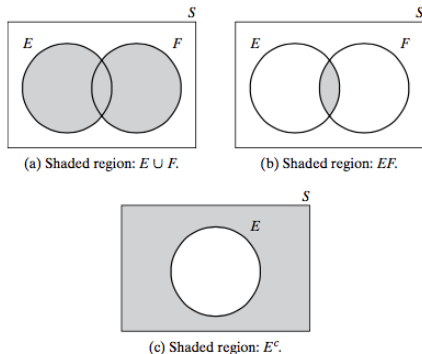 S
S
E
F
E
F
(a) Shaded region: E ∪ F.
(b) Shaded region: EF.
S
E
(c) Shaded region: Eᶜ.